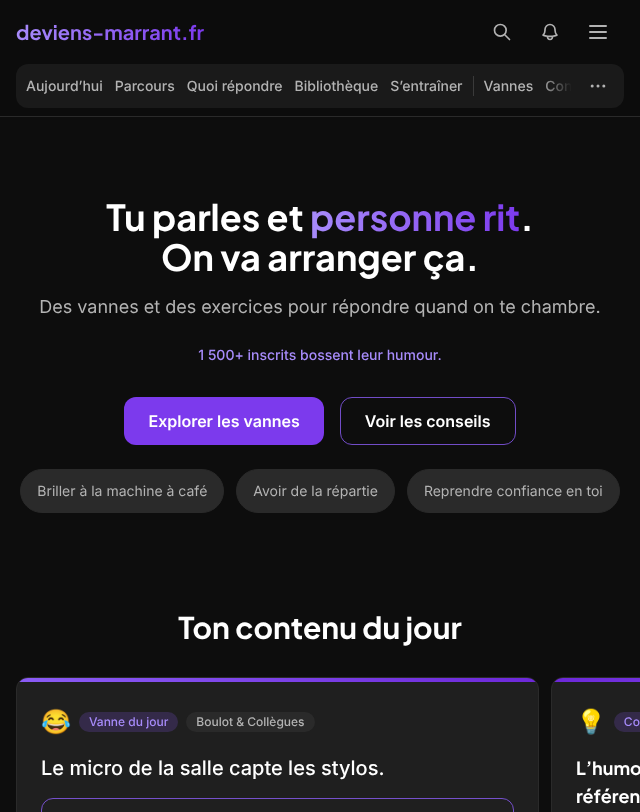 deviens-marrant.fr
Aujourd’hui Parcours Quoi répondre Bibliothèque S’entraîner Vannes
Tu parles et personne rit.
On va arranger ça.
Des vannes et des exercices pour répondre quand on te chambre.
1 500+ inscrits bossent leur humour.
Explorer les vannes Voir les conseils
Briller à la machine à café Avoir de la répartie Reprendre confiance en toi
Ton contenu du jour
Vanne du jour Boulot & Collègues
Le micro de la salle capte les stylos.